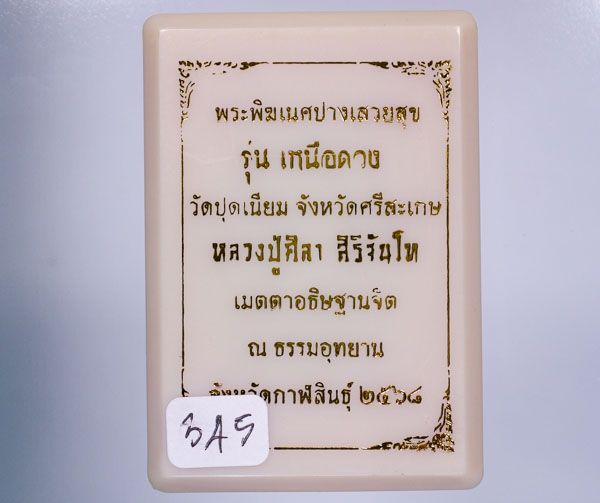 พระพิฆเนศปางเสวยสุข
รุ่น เหนือดวง
วัดปุดเนียม จังหวัดศรีสะเกษ
หลวงปู่ศิลา สิริจันโท
เมตตาอธิษฐานจิต
ณ ธรรมอุทยาน
จังหวัดกาฬสินธุ์ ๒๕๖๘
3A5